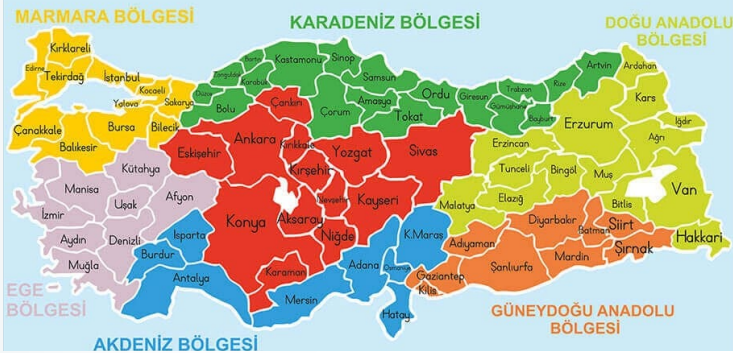 MARMARA BÖLGESİ
KARADENİZ BÖLGESİ
DOĞU ANADOLU
BÖLGESİ
Kırklareli
Edirne
Tekirdağ
İstanbul
Kocaeli
Yalova
Sakarya
Çanakkale
Bursa
Bilecik
Balıkesir
Zonguldak
Bartın
Karabük
Kastamonu
Sinop
Düzce
Bolu
Samsun
Çorum
Amasya
Tokat
Ordu
Giresun
Trabzon
Gümüşhane
Rize
Bayburt
Artvin
Ardahan
Kars
Iğdır
Ağrı
Erzurum
Erzincan
Tunceli
Bingöl
Muş
Van
Malatya
Elazığ
Bitlis
Hakkari
Çankırı
Ankara
Eskişehir
Kırıkkale
Kırşehir
Yozgat
Sivas
Konya
Aksaray
Nevşehir
Kayseri
Niğde
Karaman
Kütahya
Manisa
Uşak
Afyon
İzmir
Aydın
Denizli
Muğla
Isparta
Burdur
Antalya
Mersin
Adana
Osmaniye
K.Maraş
Hatay
Adıyaman
Diyarbakır
Batman
Siirt
Şırnak
Mardin
Şanlıurfa
Gaziantep
Kilis
EGE
BÖLGESİ
AKDENİZ BÖLGESİ
GÜNEYDOĞU ANADOLU
BÖLGESİ